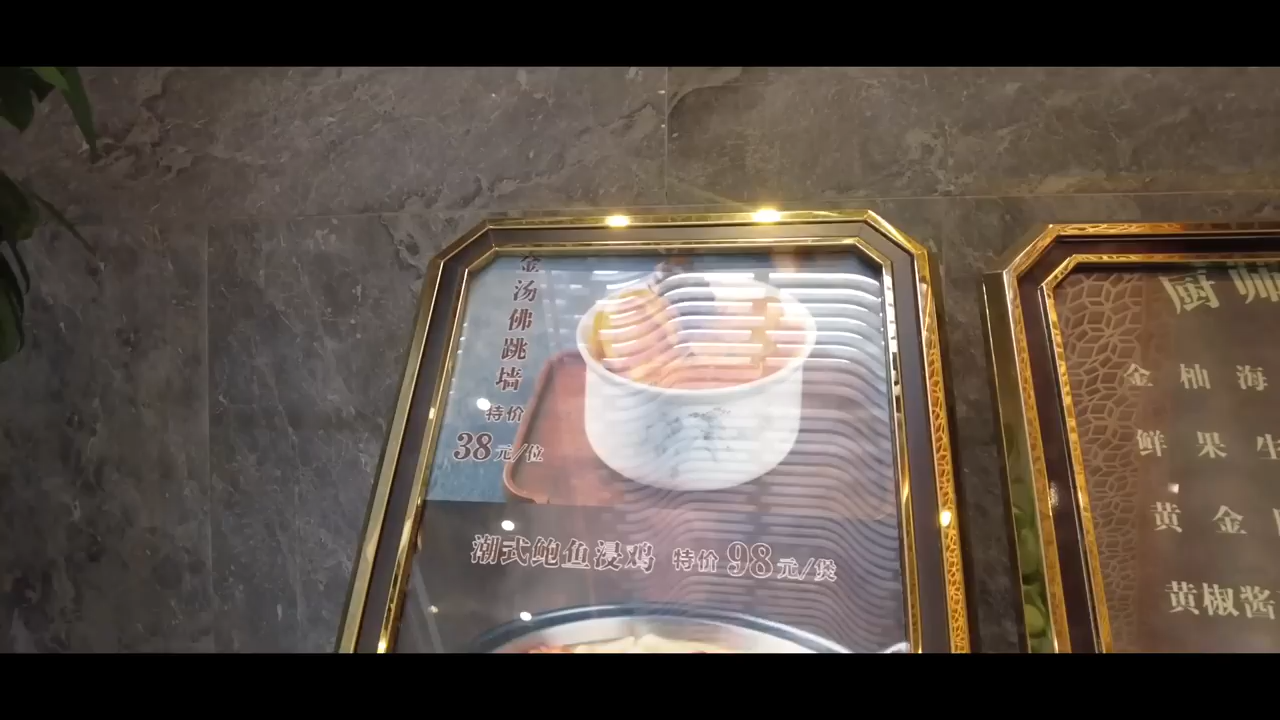 金汤佛跳墙
特价
38元/位
潮式鲍鱼浸鸡 特价 98元/煲
厨师
金柚海
鲜果生
黄金
黄椒酱